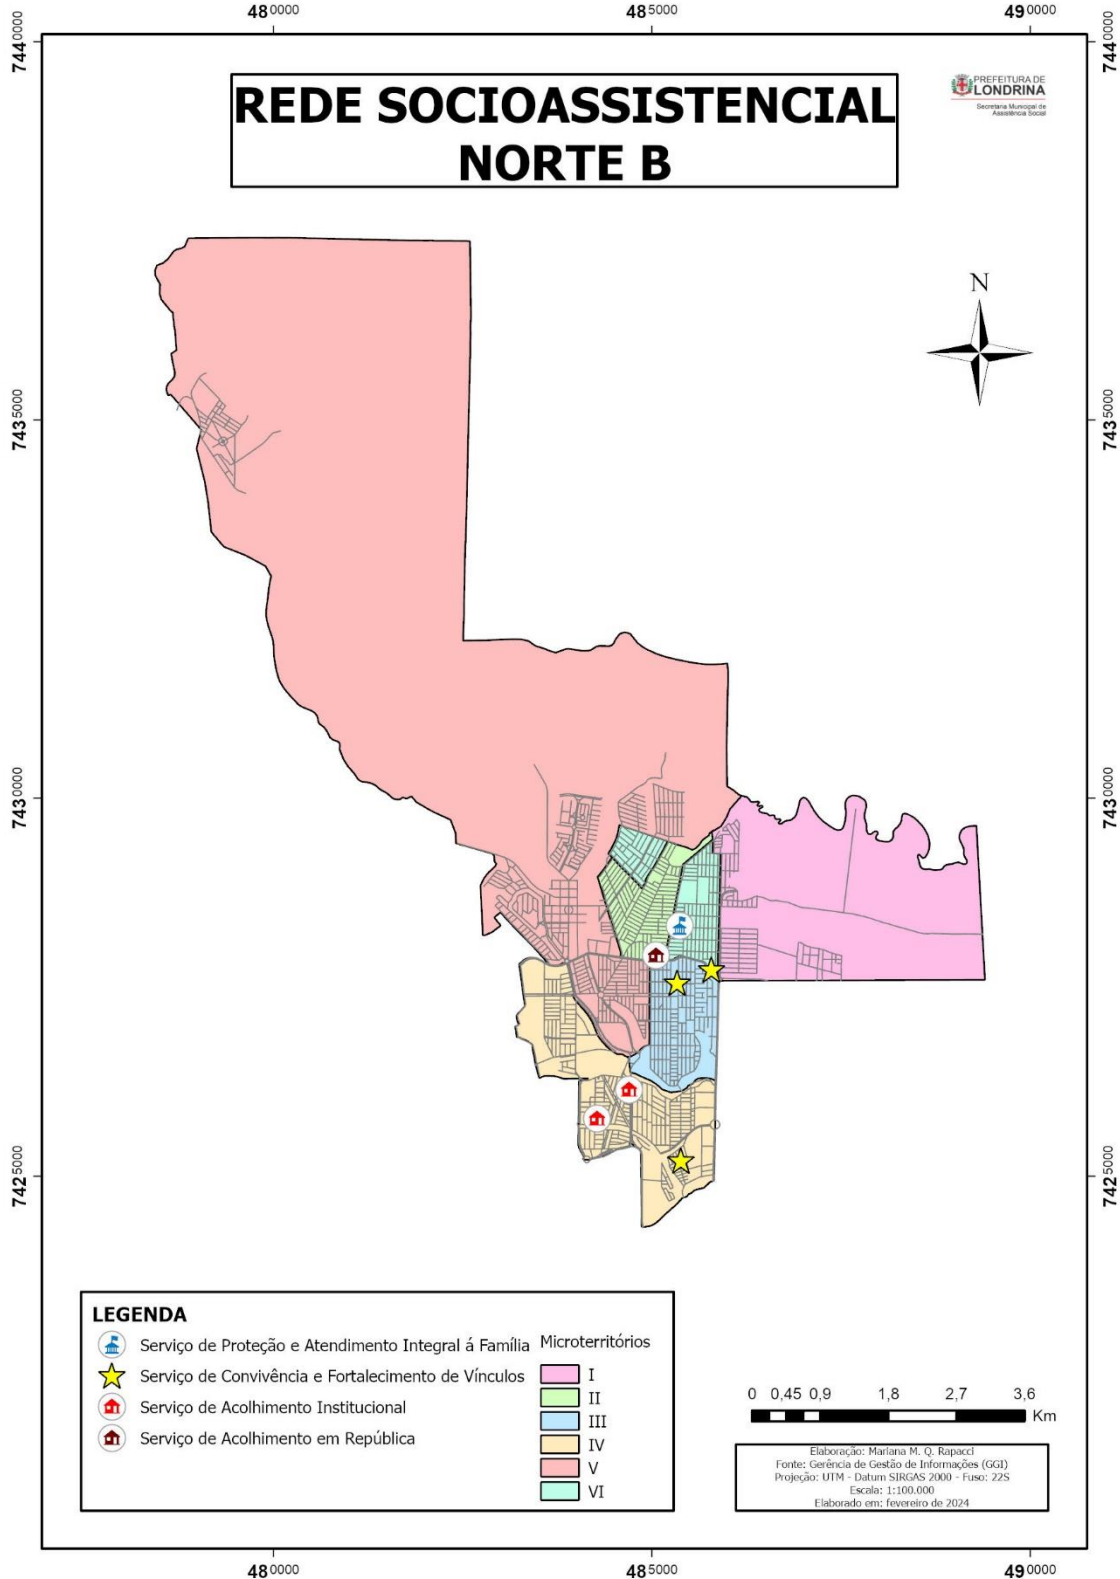 480000 485000 490000
7440000 7440000
REDE SOCIOASSISTENCIAL
NORTE B
PREFEITURA DE
LONDRINA
Secretaria Municipal de
Assistência Social
N
7435000 7435000
7430000 7430000
7425000 7425000
LEGENDA
Serviço de Proteção e Atendimento Integral á Família
Serviço de Convivência e Fortalecimento de Vínculos
Serviço de Acolhimento Institucional
Serviço de Acolhimento em República
Microterritórios
I
II
III
IV
V
VI
0 0,45 0,9 1,8 2,7 3,6
Km
Elaboração: Mariana M. Q. Rapacci
Fonte: Gerência de Gestão de Informações (GGI)
Projeção: UTM - Datum SIRGAS 2000 - Fuso: 22S
Escala: 1:100.000
Elaborado em: fevereiro de 2024
480000 485000 490000